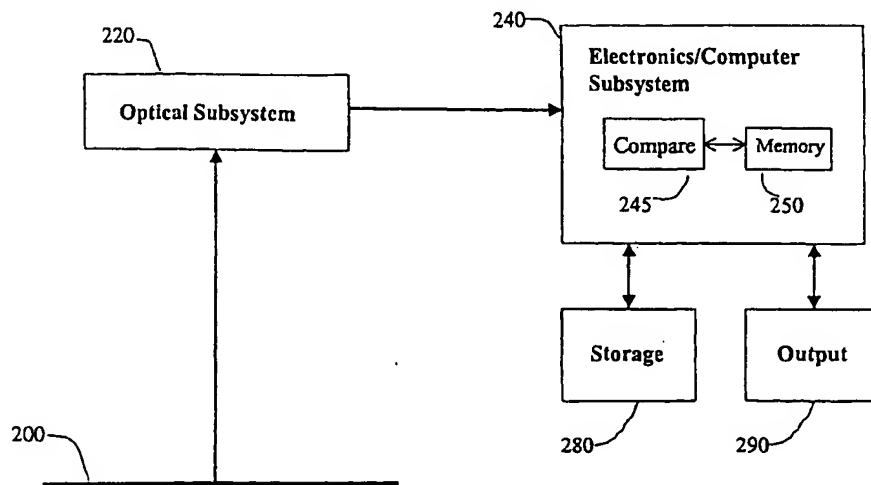 220
Optical Subsystem
240
Electronics/Computer
Subsystem
Compare
Memory
245
250
Storage
Output
280
290
200